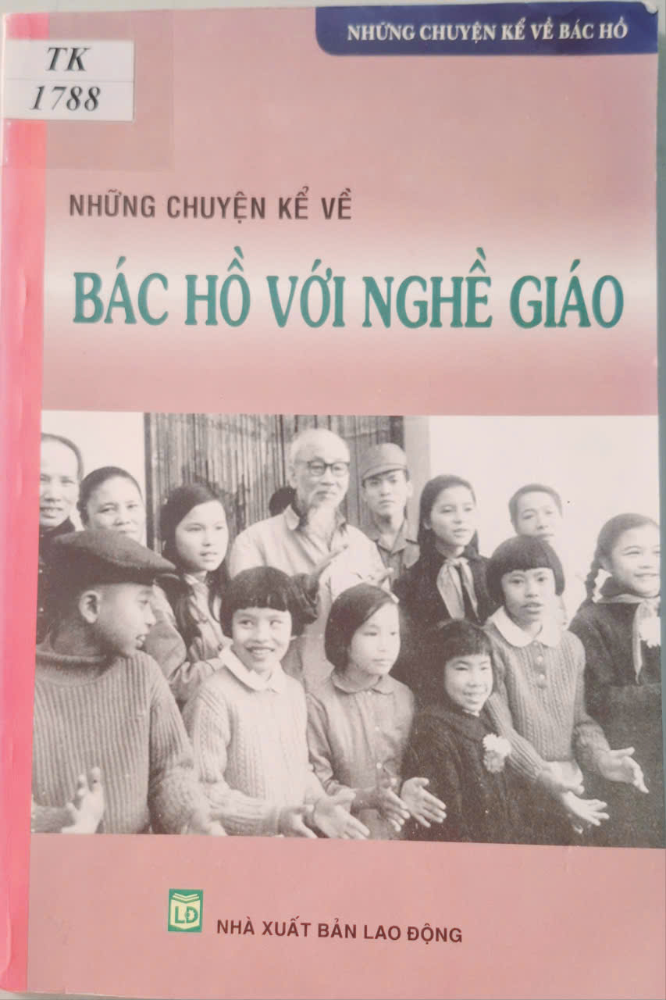 NHỮNG CHUYỆN KỂ VỀ BÁC HỒ
TK
1788
NHỮNG CHUYỆN KỂ VỀ
BÁC HỒ VỚI NGHỀ GIÁO
LĐ
NHÀ XUẤT BẢN LAO ĐỘNG